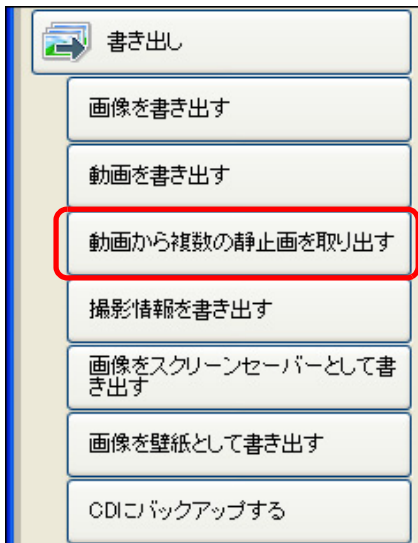 書き出し
画像を書き出す
動画を書き出す
動画から複数の静止画を取り出す
撮影情報を書き出す
画像をスクリーンセーバーとして書
き出す
画像を壁紙として書き出す
CDにバックアップする